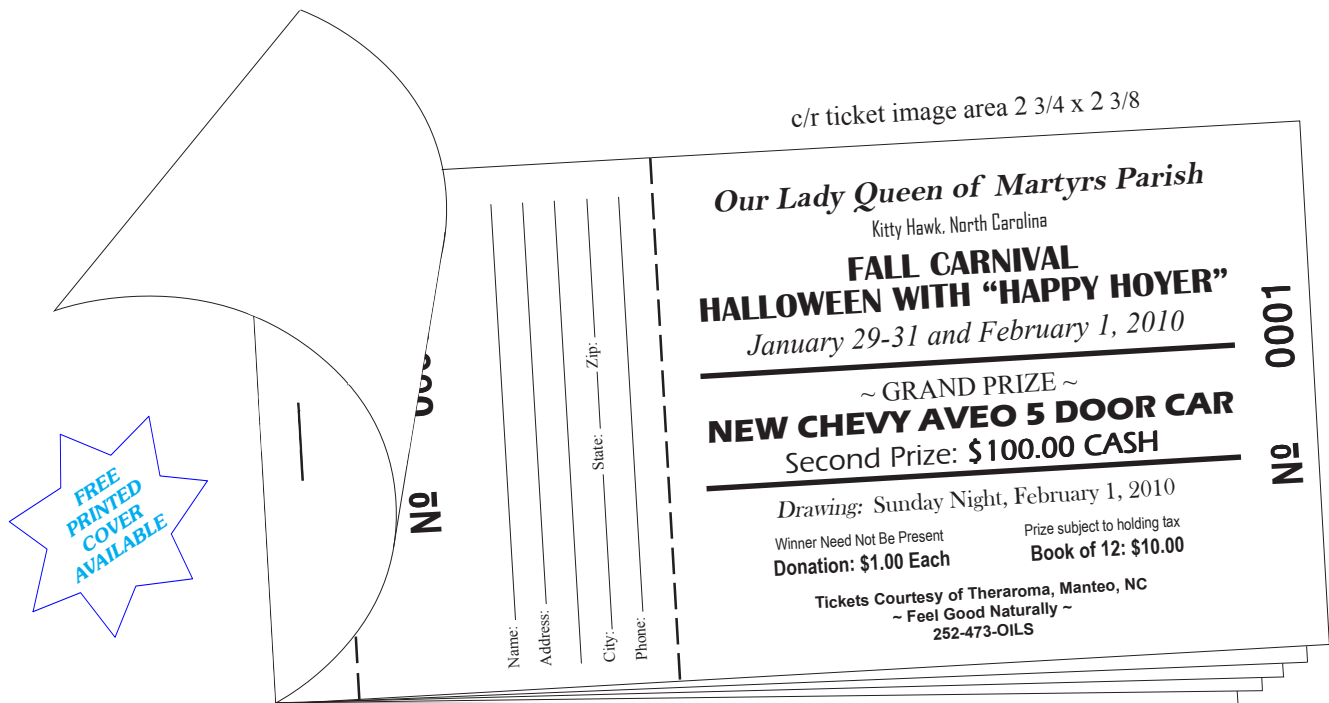 c/r ticket image area 2 3/4 x 2 3/8
Our Lady Queen of Martyrs Parish
Kitty Hawk, North Carolina
FALL CARNIVAL
HALLOWEEN WITH “HAPPY HOYER”
January 29-31 and February 1, 2010
~ GRAND PRIZE ~
NEW CHEVY AVEO 5 DOOR CAR
Second Prize: $100.00 CASH
Drawing: Sunday Night, February 1, 2010
Winner Need Not Be Present
Donation: $1.00 Each
Prize subject to holding tax
Book of 12: $10.00
Tickets Courtesy of Theraroma, Manteo, NC
~ Feel Good Naturally ~
252-473-OILS
Nº 0001
Name:
Address:
City: State: Zip:
Phone:
Nº
FREE
PRINTED
COVER
AVAILABLE